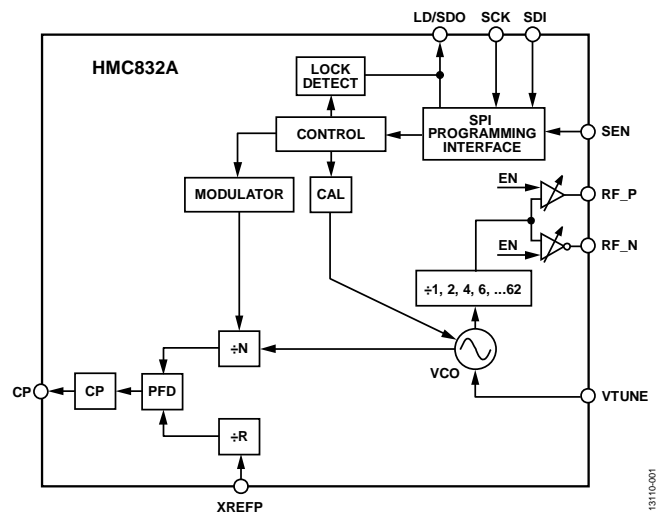 LD/SDO
SCK
SDI
HMC832A
LOCK
DETECT
SPI
PROGRAMMING
INTERFACE
CONTROL
SEN
MODULATOR
CAL
EN
RF_P
EN
RF_N
÷1, 2, 4, 6, ...62
÷N
VCO
CP
CP
PFD
VTUNE
÷R
XREFP
13110-001